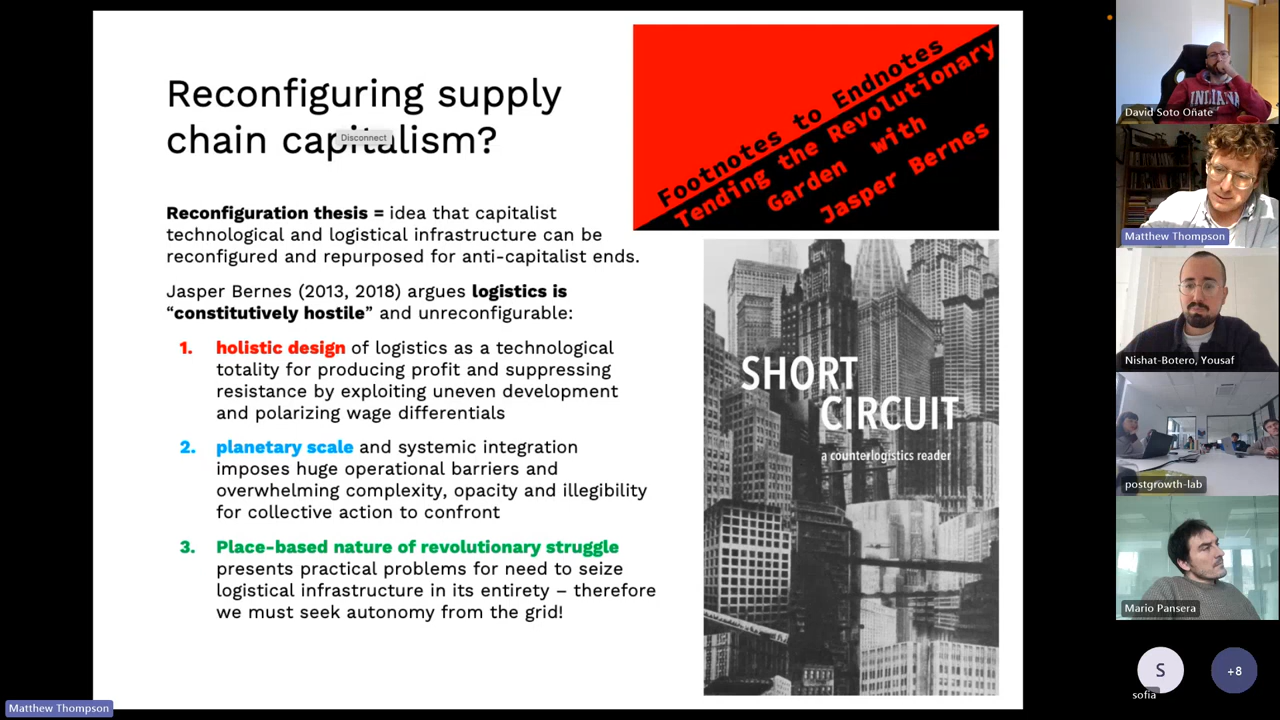 Reconfiguring supply
chain capitalism?
Disconnect
Reconfiguration thesis = idea that capitalist
technological and logistical infrastructure can be
reconfigured and repurposed for anti-capitalist ends.
Jasper Bernes (2013, 2018) argues logistics is
“constitutively hostile” and unreconfigurable:
1. holistic design of logistics as a technological
totality for producing profit and suppressing
resistance by exploiting uneven development
and polarizing wage differentials
2. planetary scale and systemic integration
imposes huge operational barriers and
overwhelming complexity, opacity and illegibility
for collective action to confront
3. Place-based nature of revolutionary struggle
presents practical problems for need to seize
logistical infrastructure in its entirety – therefore
we must seek autonomy from the grid!
Footnotes to Endnotes
Tending the Revolutionary
Garden with
Jasper Bernes
SHORT
CIRCUIT
a counterlogistics reader
INDIANA
David Soto Oñate
Matthew Thompson
Nishat-Botero, Yousaf
postgrowth-lab
Mario Pansera
S
sofia
+8
Matthew Thompson